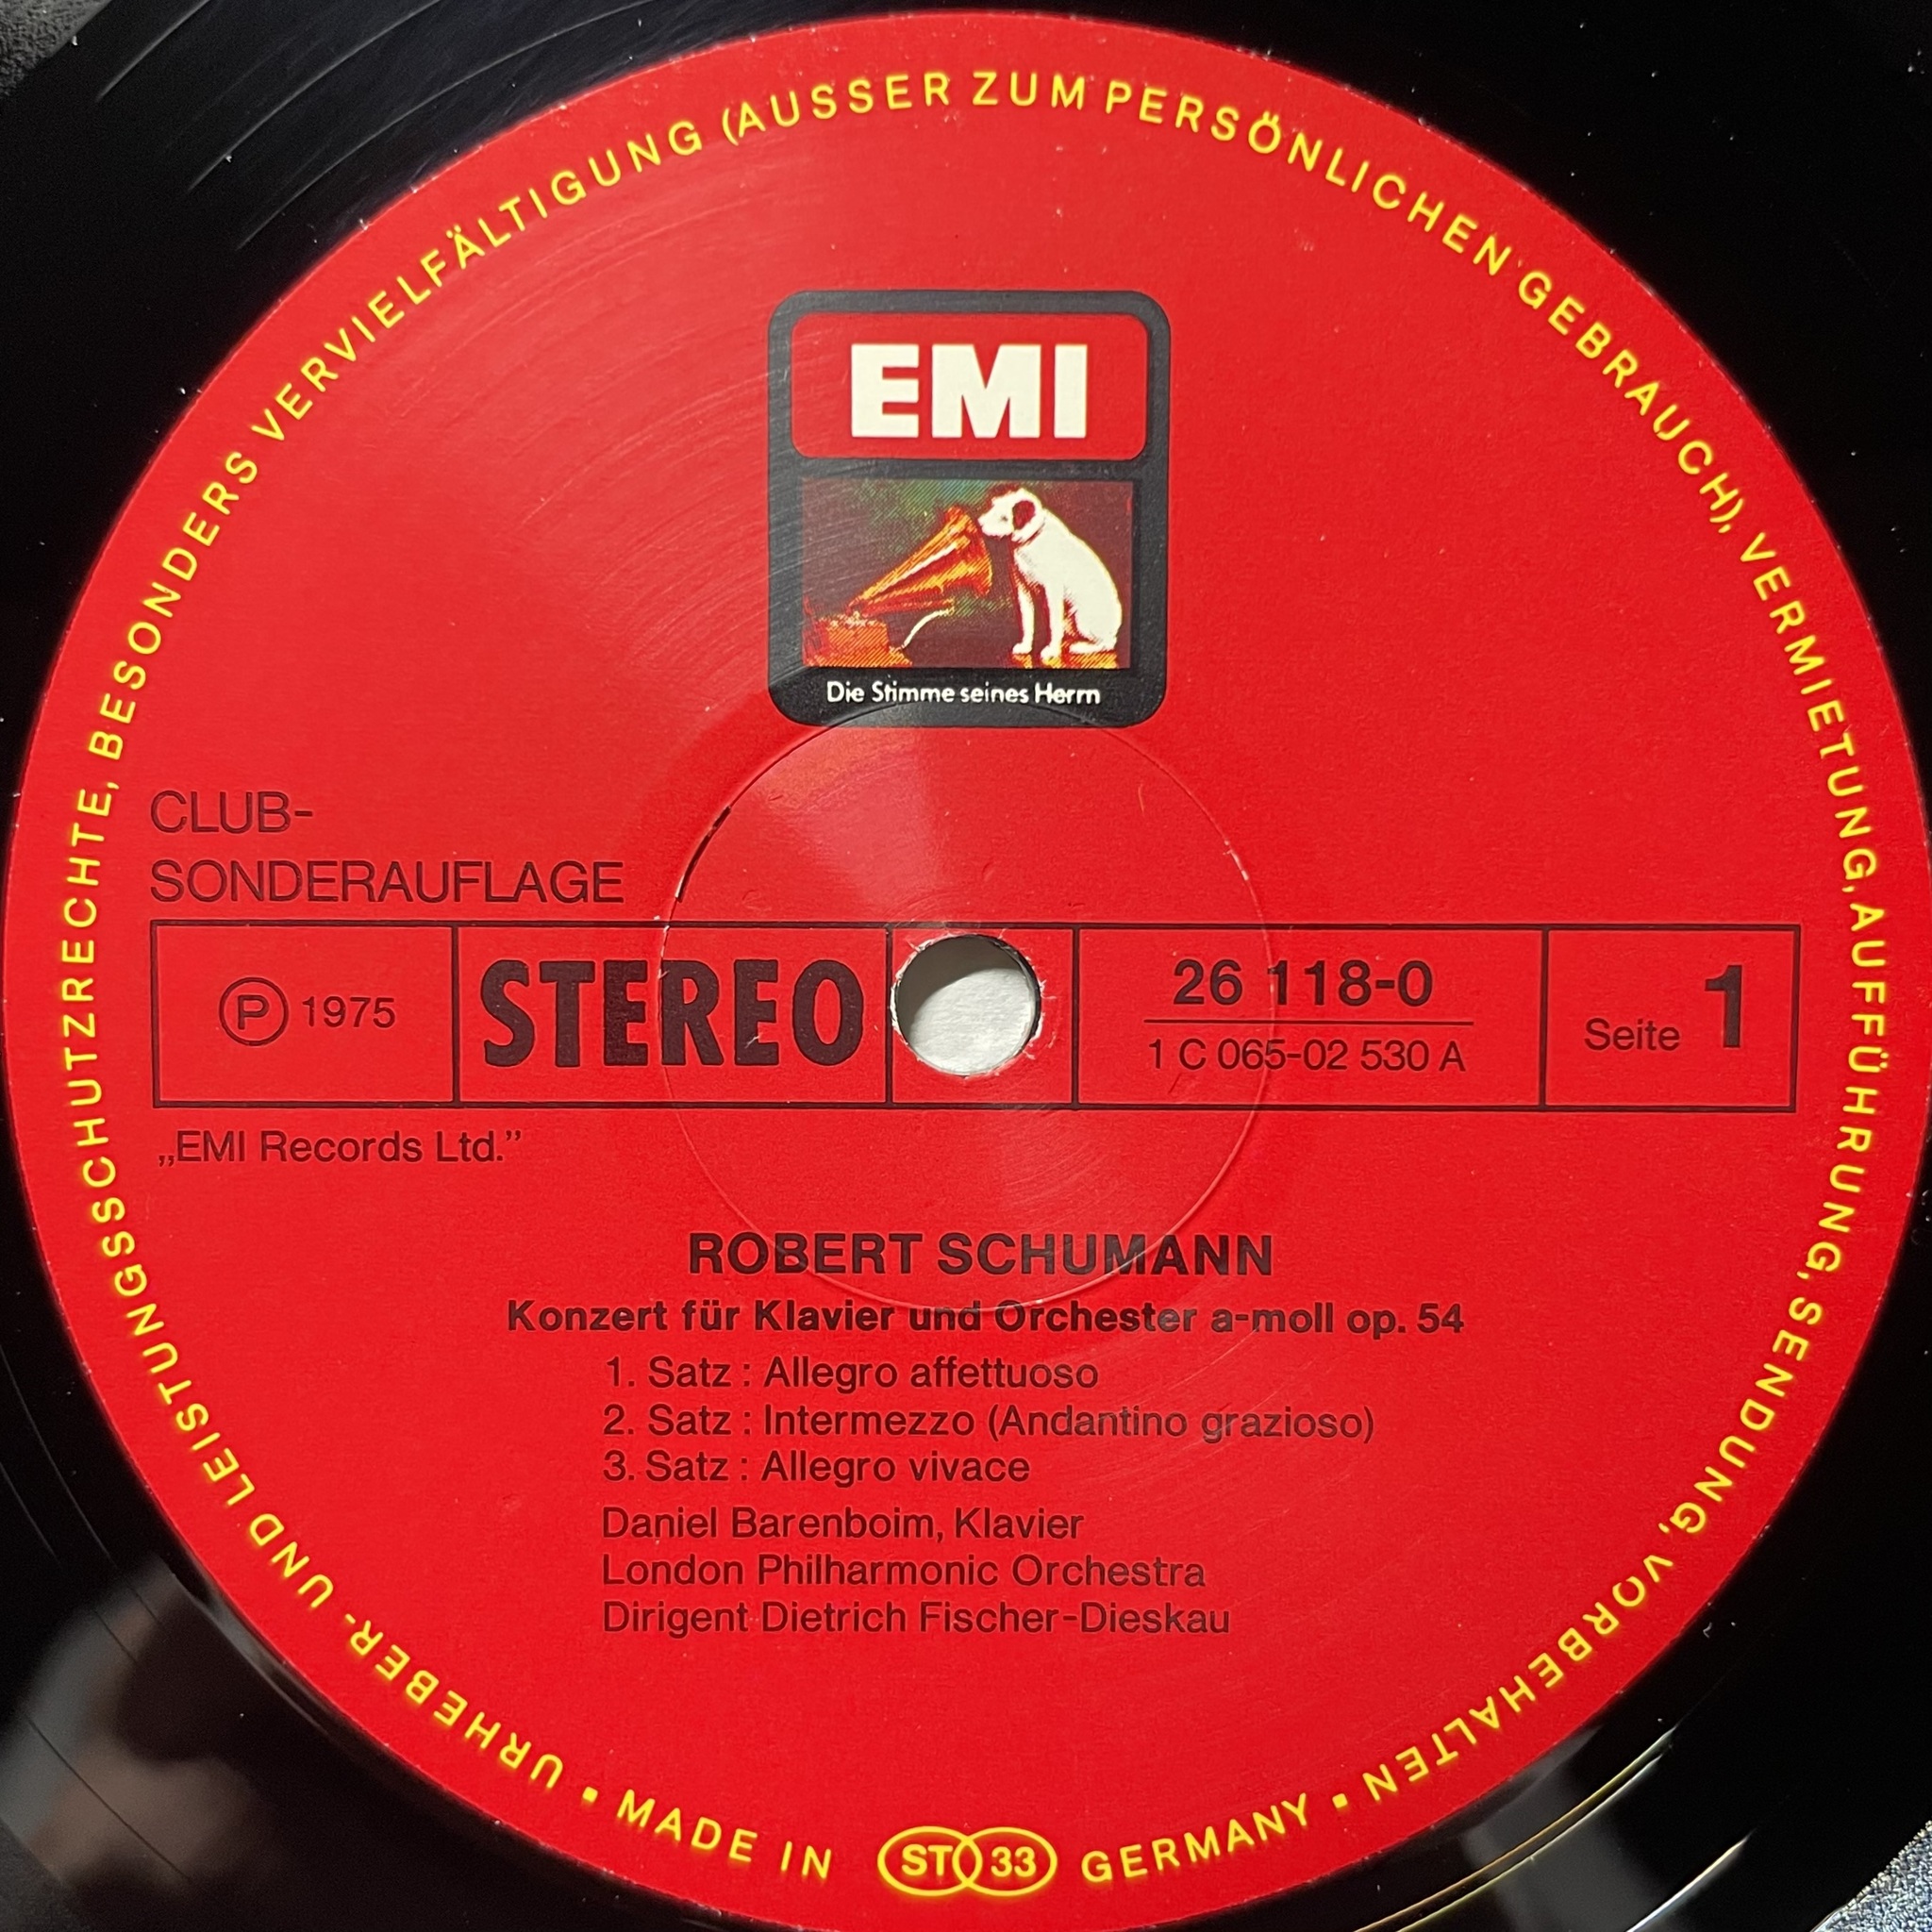 URHEBER- UND LEISTUNGSSCHUTZRECHTE, BESONDERS VERVIELFÄLTIGUNG (AUSSER ZUM PERSÖNLICHEN GEBRAUCH), VERMIETUNG, AUFFÜHRUNG, SENDUNG, VORBEHALTEN •
EMI
Die Stimme seines Herrn
CLUB-
SONDERAUFLAGE
Ⓟ 1975
STEREO
26 118-0
1 C 065-02 530 A
Seite 1
„EMI Records Ltd.”
ROBERT SCHUMANN
Konzert für Klavier und Orchester a-moll op. 54
1. Satz : Allegro affettuoso
2. Satz : Intermezzo (Andantino grazioso)
3. Satz : Allegro vivace
Daniel Barenboim, Klavier
London Philharmonic Orchestra
Dirigent Dietrich Fischer-Dieskau
• MADE IN ST 33 GERMANY